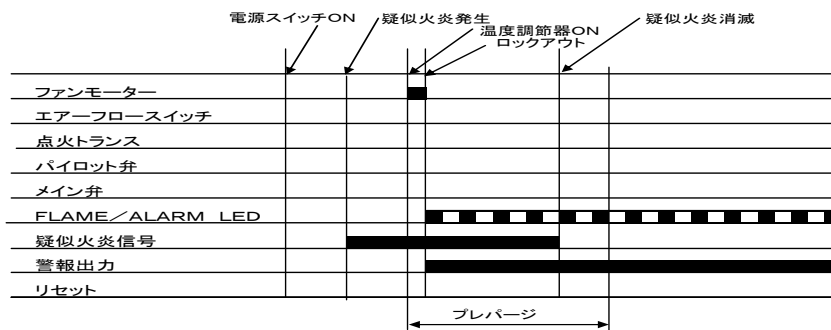 電源スイッチON
疑似火炎発生
温度調節器ON
ロックアウト
疑似火炎消滅
ファンモーター
エアーフロースイッチ
点火トランス
パイロット弁
メイン弁
FLAME/ALARM LED
疑似火炎信号
警報出力
リセット
プレパージ